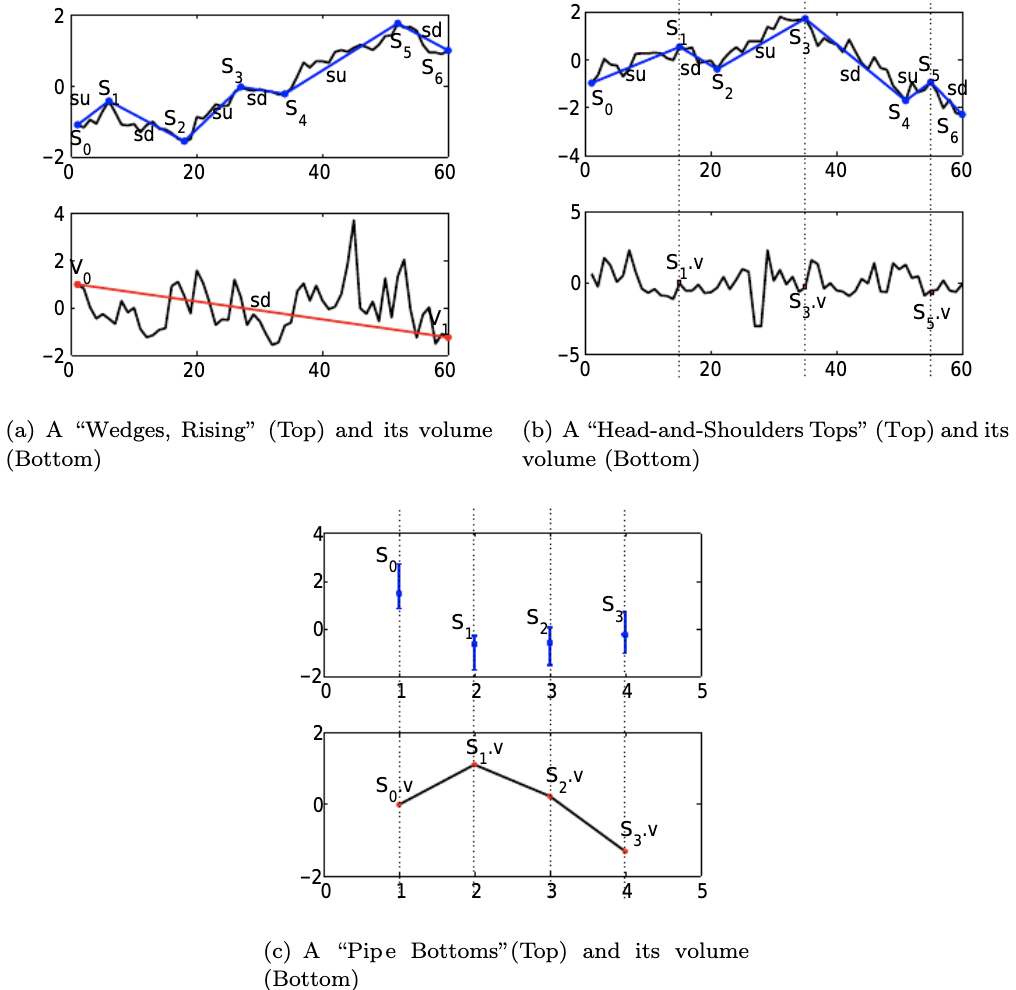 2
0
−2
0
20
40
60
su
S0
S1
sd
S2
su
S3
sd
S4
su
S5
sd
S6
4
2
0
−2
0
20
40
60
V0
sd
V1
(a) A “Wedges, Rising” (Top) and its volume
(Bottom)
2
0
−2
−4
0
20
40
60
S0
su
S1
sd
S2
su
S3
sd
S4
su
S5
sd
S6
5
0
−5
0
20
40
60
S1.v
S3.v
S5.v
(b) A “Head-and-Shoulders Tops” (Top) and its
volume (Bottom)
4
2
0
−2
0
1
2
3
4
5
S0
S1
S2
S3
2
0
−2
0
1
2
3
4
5
S0.v
S1.v
S2.v
S3.v
(c) A “Pipe Bottoms”(Top) and its volume
(Bottom)